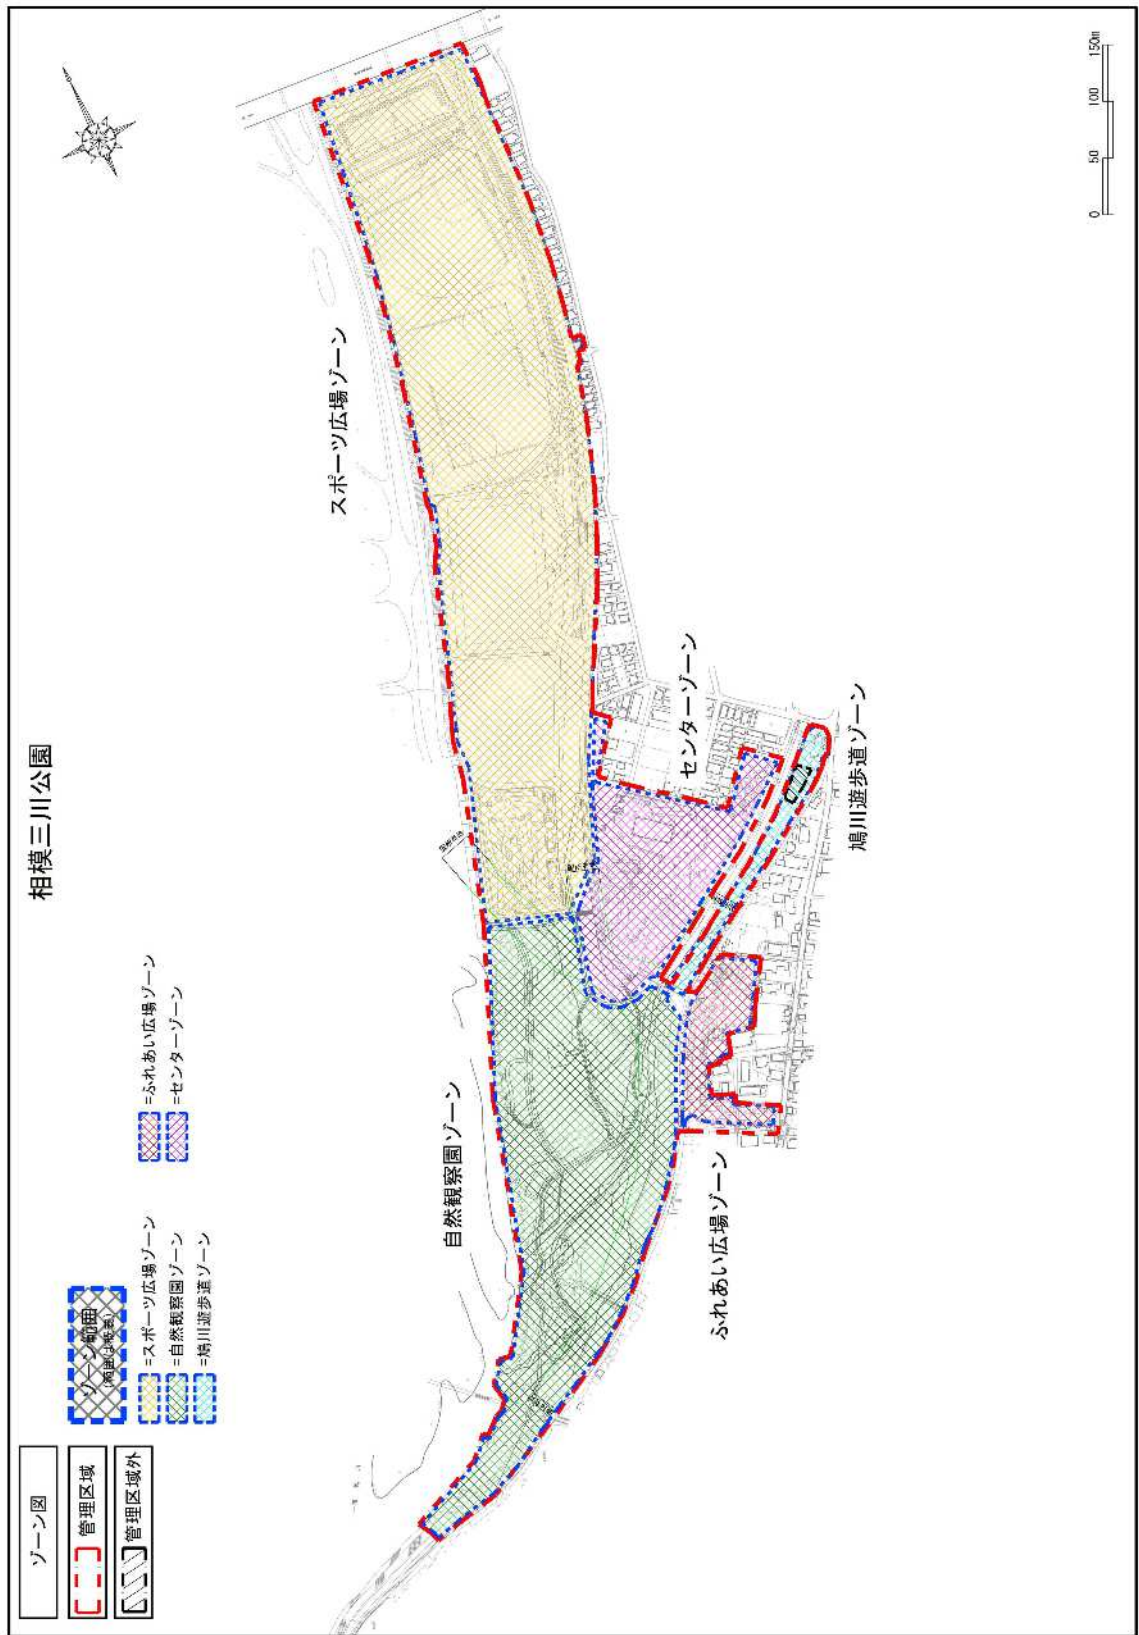 相模三川公園
ゾーン図
管理区域
管理区域外
ゾーン範囲
(範囲は概略)
=スポーツ広場ゾーン
=自然観察園ゾーン
=鳩川遊歩道ゾーン
=ふれあい広場ゾーン
=センターゾーン
自然観察園ゾーン
スポーツ広場ゾーン
ふれあい広場ゾーン
センターゾーン
鳩川遊歩道ゾーン
0 50 100 150m